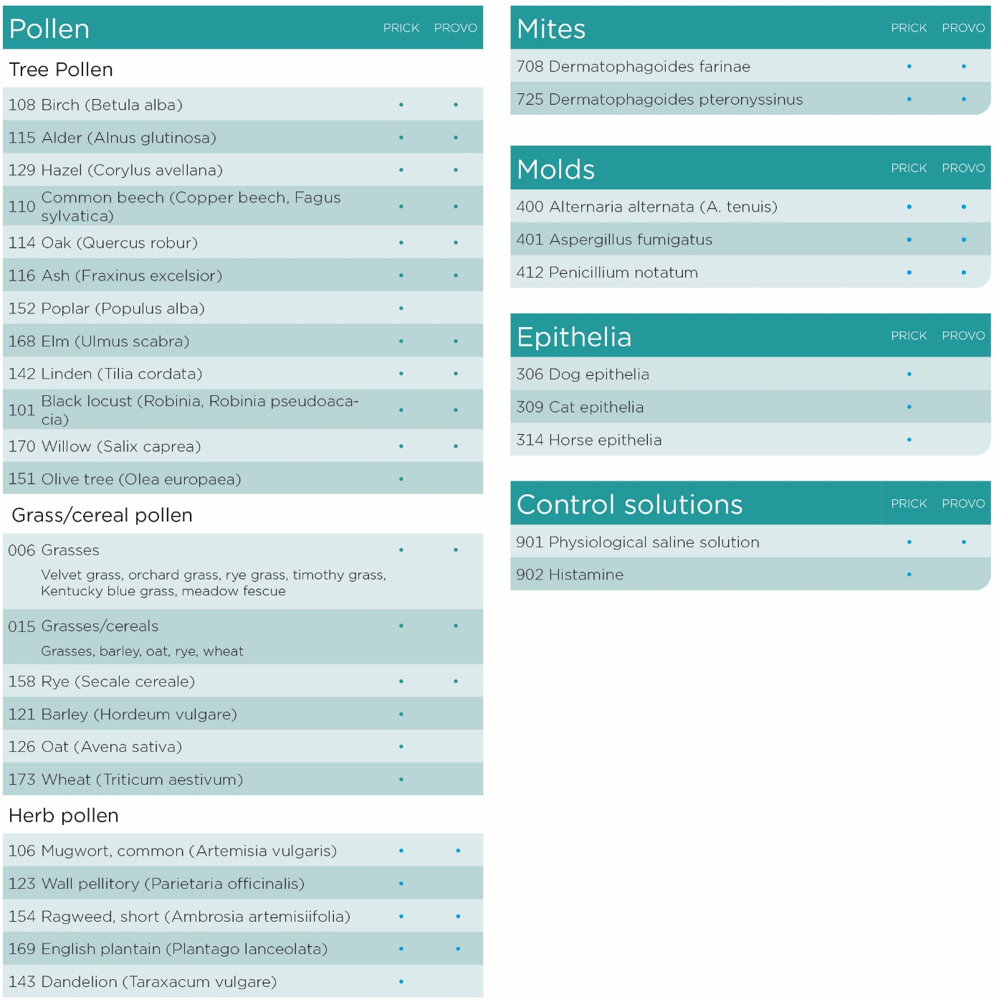 Pollen PRICK PROVO
Tree Pollen
108 Birch (Betula alba) • •
115 Alder (Alnus glutinosa) • •
129 Hazel (Corylus avellana) • •
110 Common beech (Copper beech, Fagus
sylvatica) • •
114 Oak (Quercus robur) • •
116 Ash (Fraxinus excelsior) • •
152 Poplar (Populus alba) •
168 Elm (Ulmus scabra) • •
142 Linden (Tilia cordata) • •
101 Black locust (Robinia, Robinia pseudoaca-
cia) • •
170 Willow (Salix caprea) • •
151 Olive tree (Olea europaea) •
Grass/cereal pollen
006 Grasses • •
Velvet grass, orchard grass, rye grass, timothy grass,
Kentucky blue grass, meadow fescue
015 Grasses/cereals • •
Grasses, barley, oat, rye, wheat
158 Rye (Secale cereale) • •
121 Barley (Hordeum vulgare) •
126 Oat (Avena sativa) •
173 Wheat (Triticum aestivum) •
Herb pollen
106 Mugwort, common (Artemisia vulgaris) • •
123 Wall pellitory (Parietaria officinalis) •
154 Ragweed, short (Ambrosia artemisiifolia) • •
169 English plantain (Plantago lanceolata) • •
143 Dandelion (Taraxacum vulgare) •
Mites PRICK PROVO
708 Dermatophagoides farinae • •
725 Dermatophagoides pteronyssinus • •
Molds PRICK PROVO
400 Alternaria alternata (A. tenuis) • •
401 Aspergillus fumigatus • •
412 Penicillium notatum • •
Epithelia PRICK PROVO
306 Dog epithelia •
309 Cat epithelia •
314 Horse epithelia •
Control solutions PRICK PROVO
901 Physiological saline solution • •
902 Histamine •